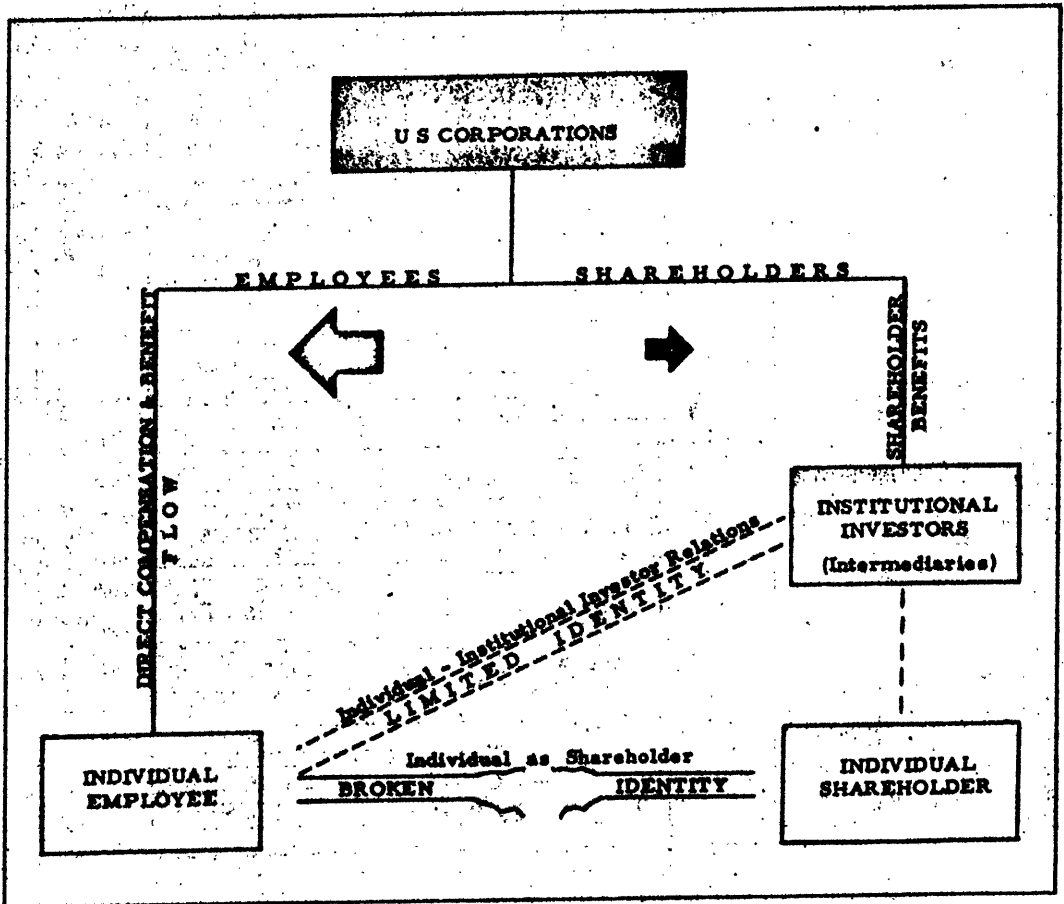 U S CORPORATIONS
EMPLOYEES
SHAREHOLDERS
DIRECT COMPENSATION & BENEFIT
FLOW
SHAREHOLDER
BENEFITS
INSTITUTIONAL
INVESTORS
(Intermediaries)
Individual - Institutional Investor Relations
LIMITED IDENTITY
Individual as Shareholder
BROKEN IDENTITY
INDIVIDUAL
EMPLOYEE
INDIVIDUAL
SHAREHOLDER